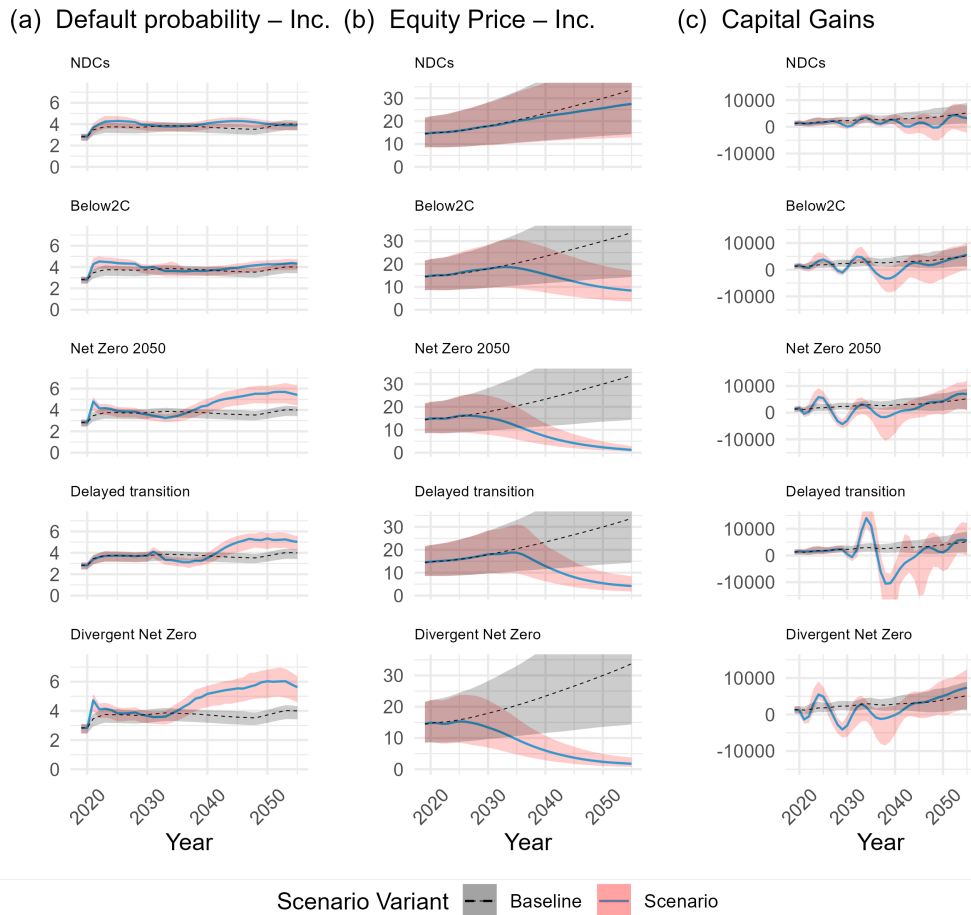 (a) Default probability – Inc. (b) Equity Price – Inc. (c) Capital Gains
NDCs NDCs NDCs
6 30 10000
4 20 0
2 10 -10000
0 0
Below2C Below2C Below2C
6 30 10000
4 20 0
2 10 -10000
0 0
Net Zero 2050 Net Zero 2050 Net Zero 2050
6 30 10000
4 20 0
2 10 -10000
0 0
Delayed transition Delayed transition Delayed transition
6 30 10000
4 20 0
2 10 -10000
0 0
Divergent Net Zero Divergent Net Zero Divergent Net Zero
6 30 10000
4 20 0
2 10 -10000
0 0
2020 2030 2040 2050 2020 2030 2040 2050 2020 2030 2040 2050
Year Year Year
Scenario Variant Baseline Scenario